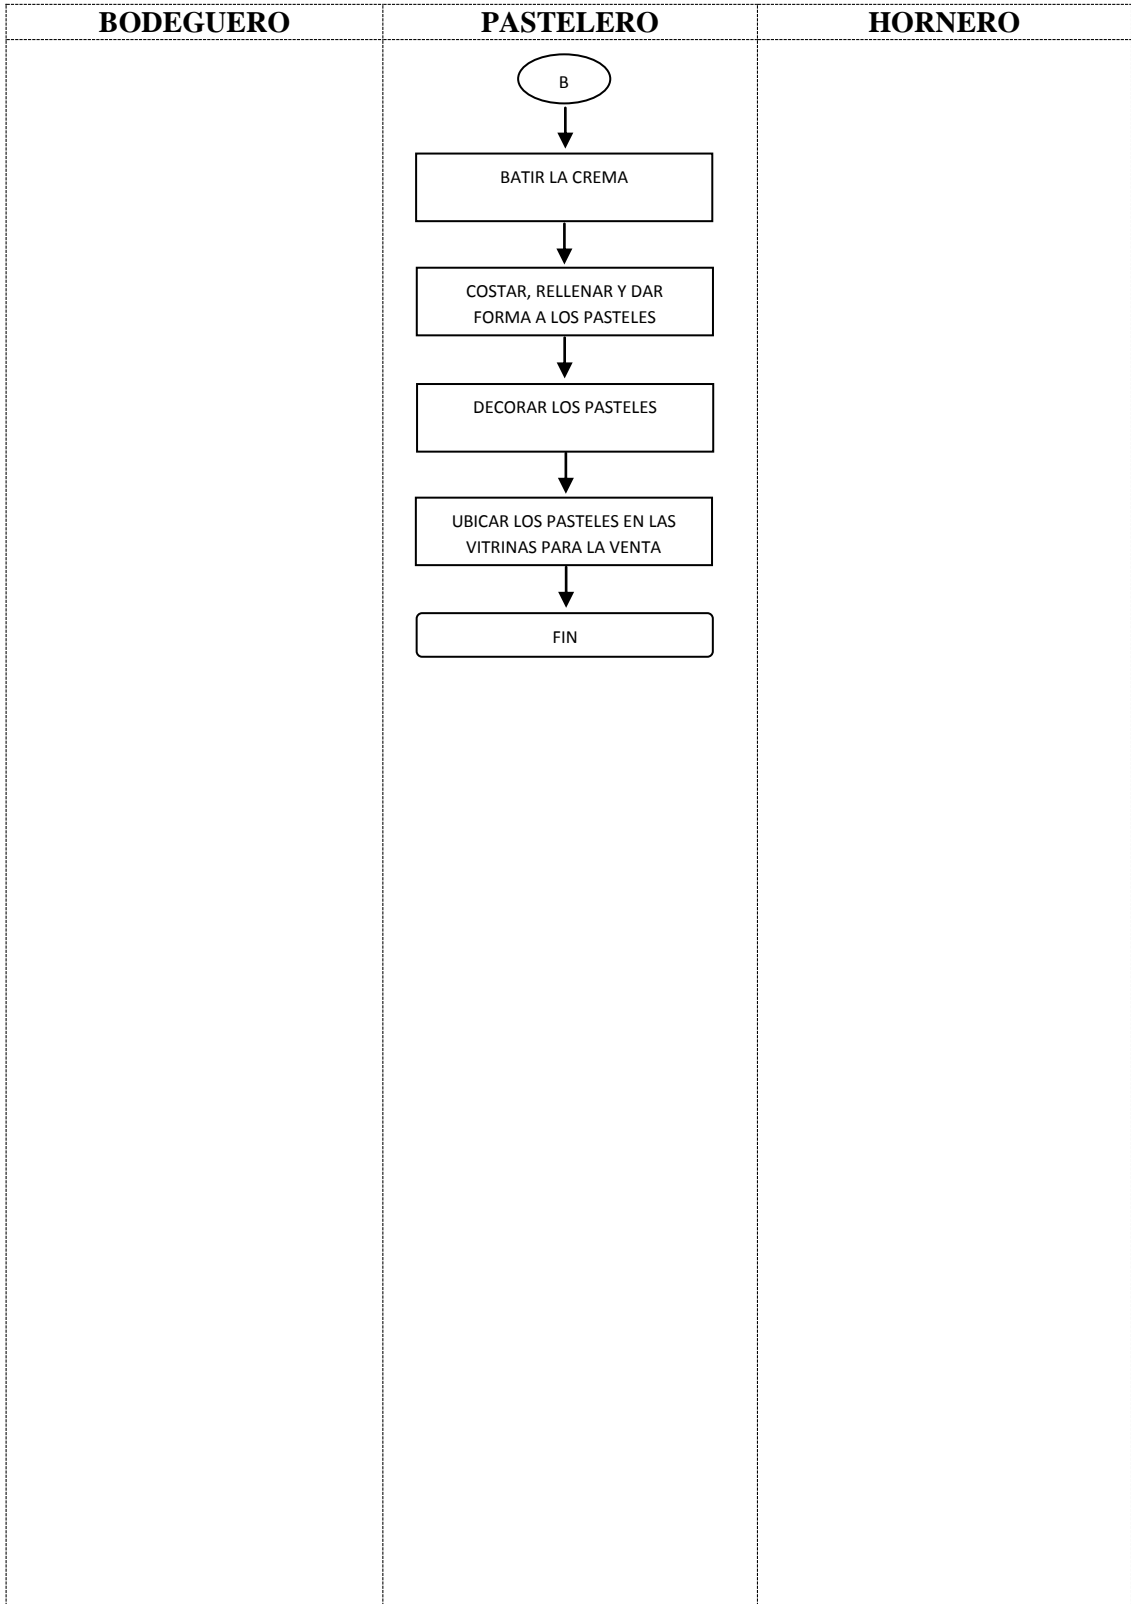 BODEGUERO PASTELERO HORNERO
B
BATIR LA CREMA
COSTAR, RELLENAR Y DAR
FORMA A LOS PASTELES
DECORAR LOS PASTELES
UBICAR LOS PASTELES EN LAS
VITRINAS PARA LA VENTA
FIN